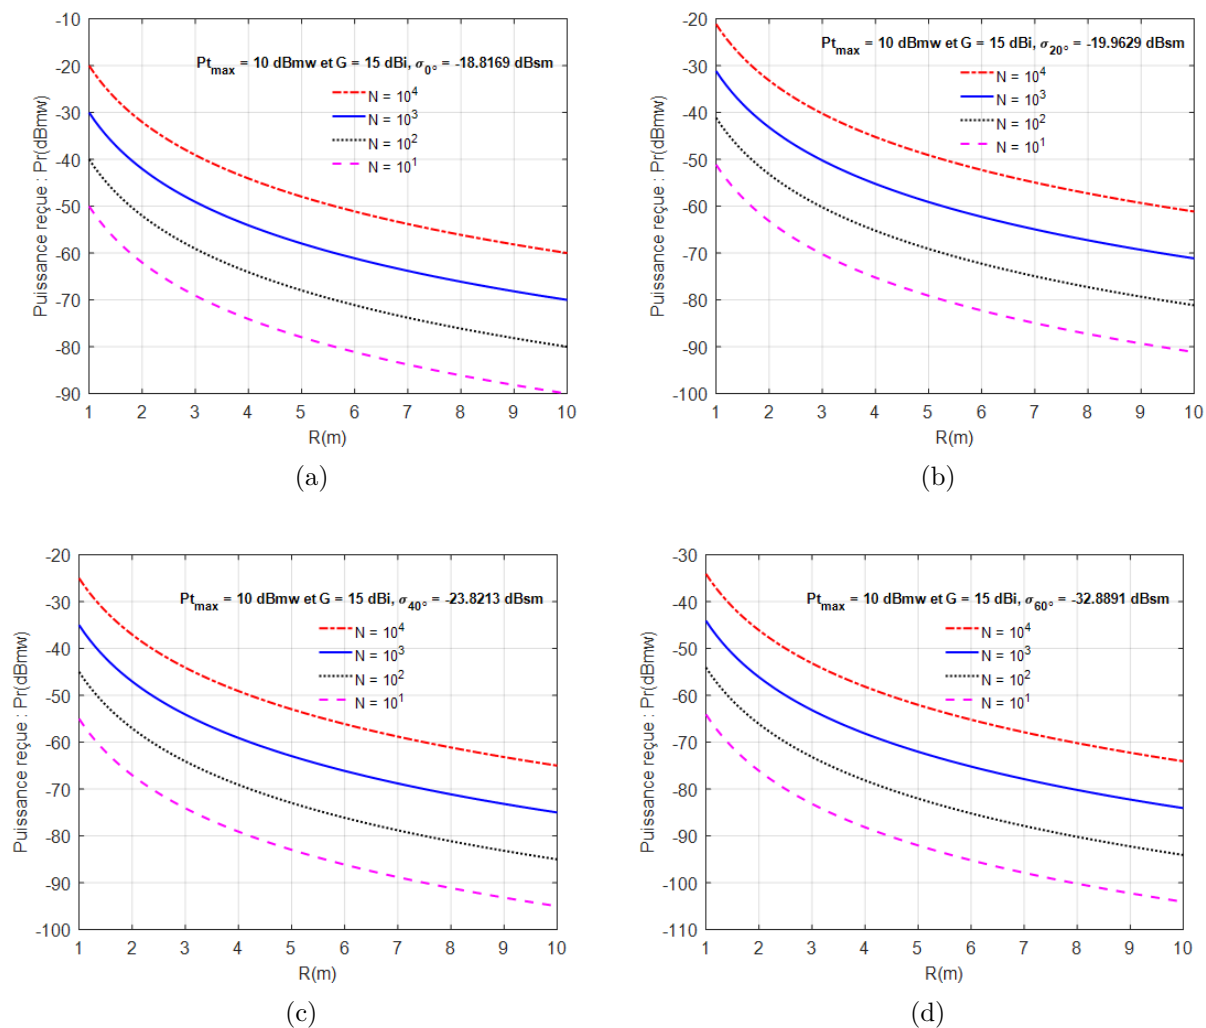 -10
-20
-30
-40
-50
-60
-70
-80
-90
Puissance reçue : Pr(dBmw)
Pt_max = 10 dBmw et G = 15 dBi, σ_0° = -18.8169 dBsm
N = 10^4
N = 10^3
N = 10^2
N = 10^1
1 2 3 4 5 6 7 8 9 10
R(m)
(a)
-20
-30
-40
-50
-60
-70
-80
-90
-100
Puissance reçue : Pr(dBmw)
Pt_max = 10 dBmw et G = 15 dBi, σ_20° = -19.9629 dBsm
N = 10^4
N = 10^3
N = 10^2
N = 10^1
1 2 3 4 5 6 7 8 9 10
R(m)
(b)
-20
-30
-40
-50
-60
-70
-80
-90
-100
Puissance reçue : Pr(dBmw)
Pt_max = 10 dBmw et G = 15 dBi, σ_40° = -23.8213 dBsm
N = 10^4
N = 10^3
N = 10^2
N = 10^1
1 2 3 4 5 6 7 8 9 10
R(m)
(c)
-30
-40
-50
-60
-70
-80
-90
-100
-110
Puissance reçue : Pr(dBmw)
Pt_max = 10 dBmw et G = 15 dBi, σ_60° = -32.8891 dBsm
N = 10^4
N = 10^3
N = 10^2
N = 10^1
1 2 3 4 5 6 7 8 9 10
R(m)
(d)